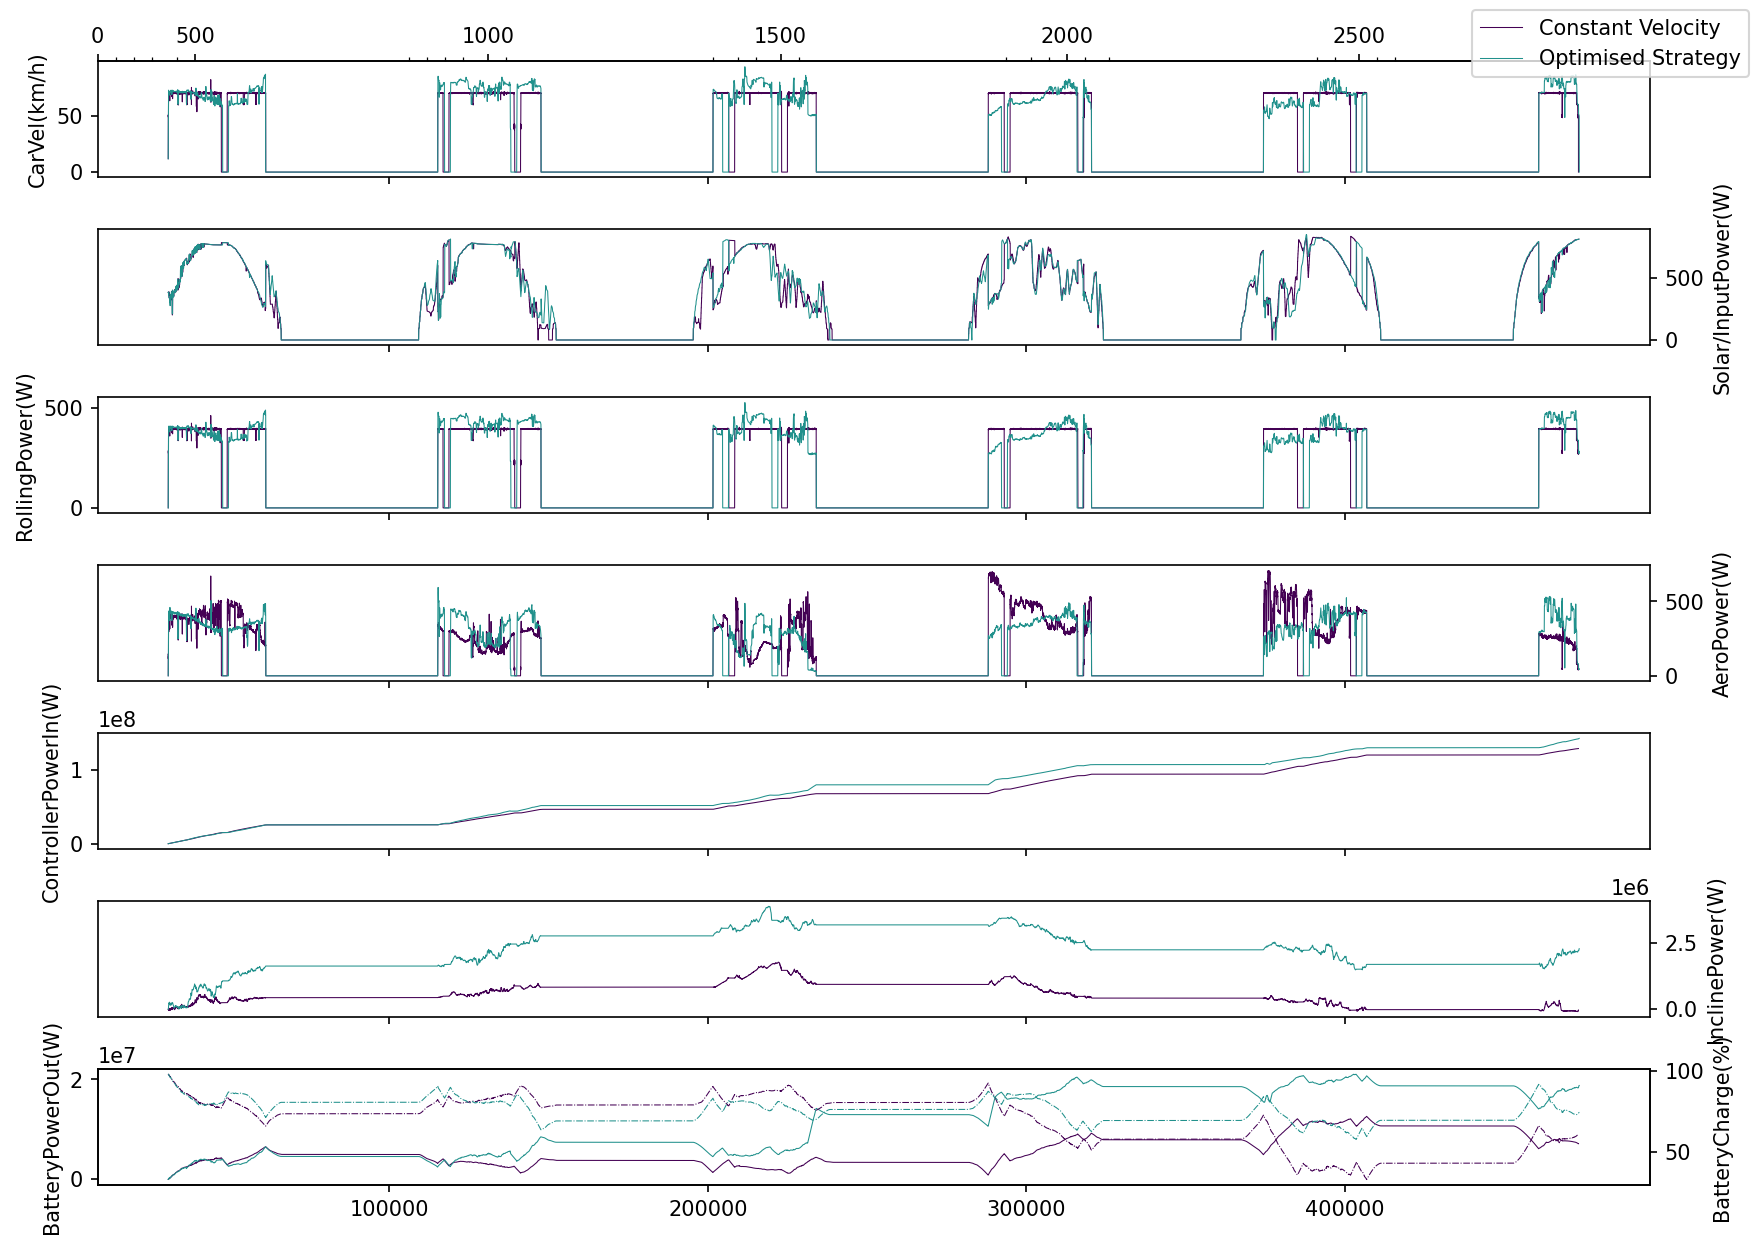 0 500 1000 1500 2000 2500
Constant Velocity
Optimised Strategy
CarVel(km/h)
50
0
Solar/InputPower(W)
500
0
RollingPower(W)
500
0
AeroPower(W)
500
0
ControllerPowerIn(W)
1e8
1
0
InclinePower(W)
1e6
2.5
0.0
BatteryPowerOut(W)
1e7
2
0
BatteryCharge(%)
100
50
100000 200000 300000 400000